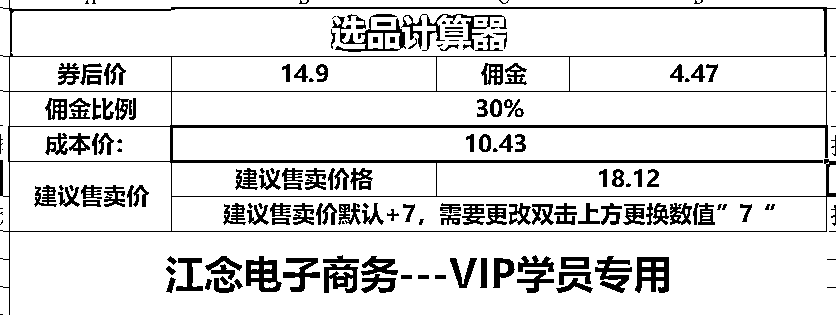 选品计算器
券后价 14.9 佣金 4.47
佣金比例 30%
成本价: 10.43
建议售卖价 建议售卖价格 18.12
建议售卖价默认+7，需要更改双击上方更换数值”7“
江念电子商务---VIP学员专用